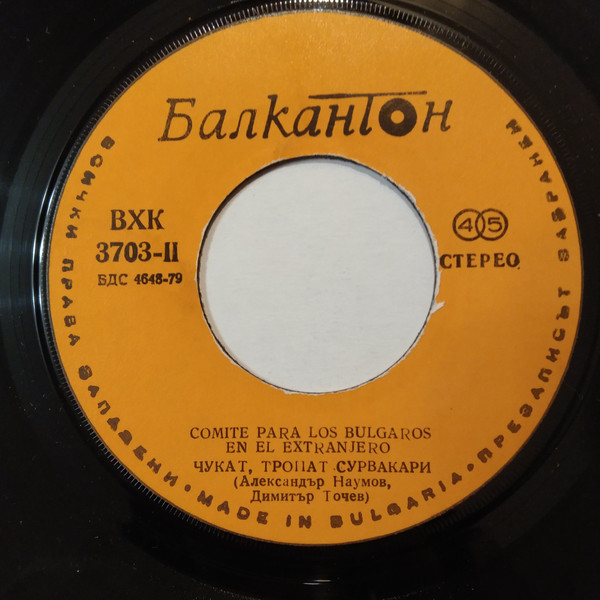 Балкантон
ВХК
3703-II
БДС 4648-79
45
СТЕРЕО
COMITE PARA LOS BULGAROS
EN EL EXTRANJERO
ЧУКАТ, ТРОПАТ СУРВАКАРИ
(Александър Наумов,
Димитър Точев)
ВСИЧКИ ПРАВА ЗАПАЗЕНИ · MADE IN BULGARIA · ПРЕЗАПИСЪТ ЗАБРАНЕН